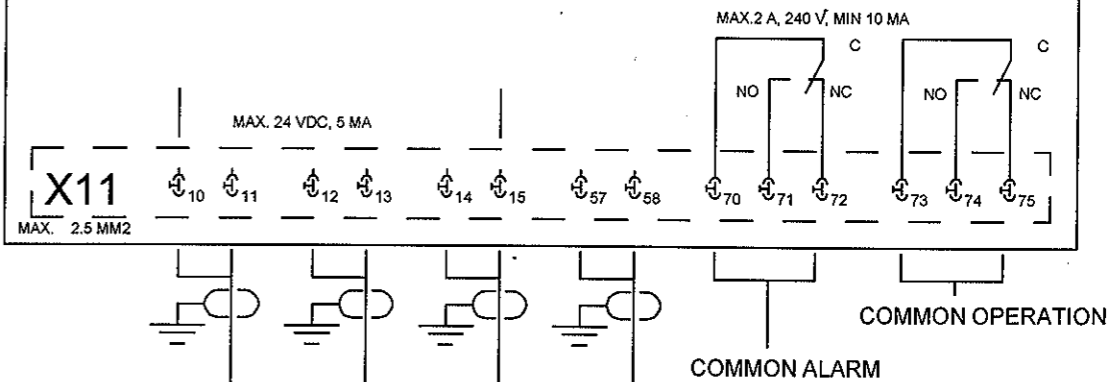 MAX.2 A, 240 V, MIN 10 MA
C C
NO NC NO NC
MAX. 24 VDC, 5 MA
X11 10 11 12 13 14 15 57 58 70 71 72 73 74 75
MAX. 2.5 MM2
COMMON OPERATION
COMMON ALARM